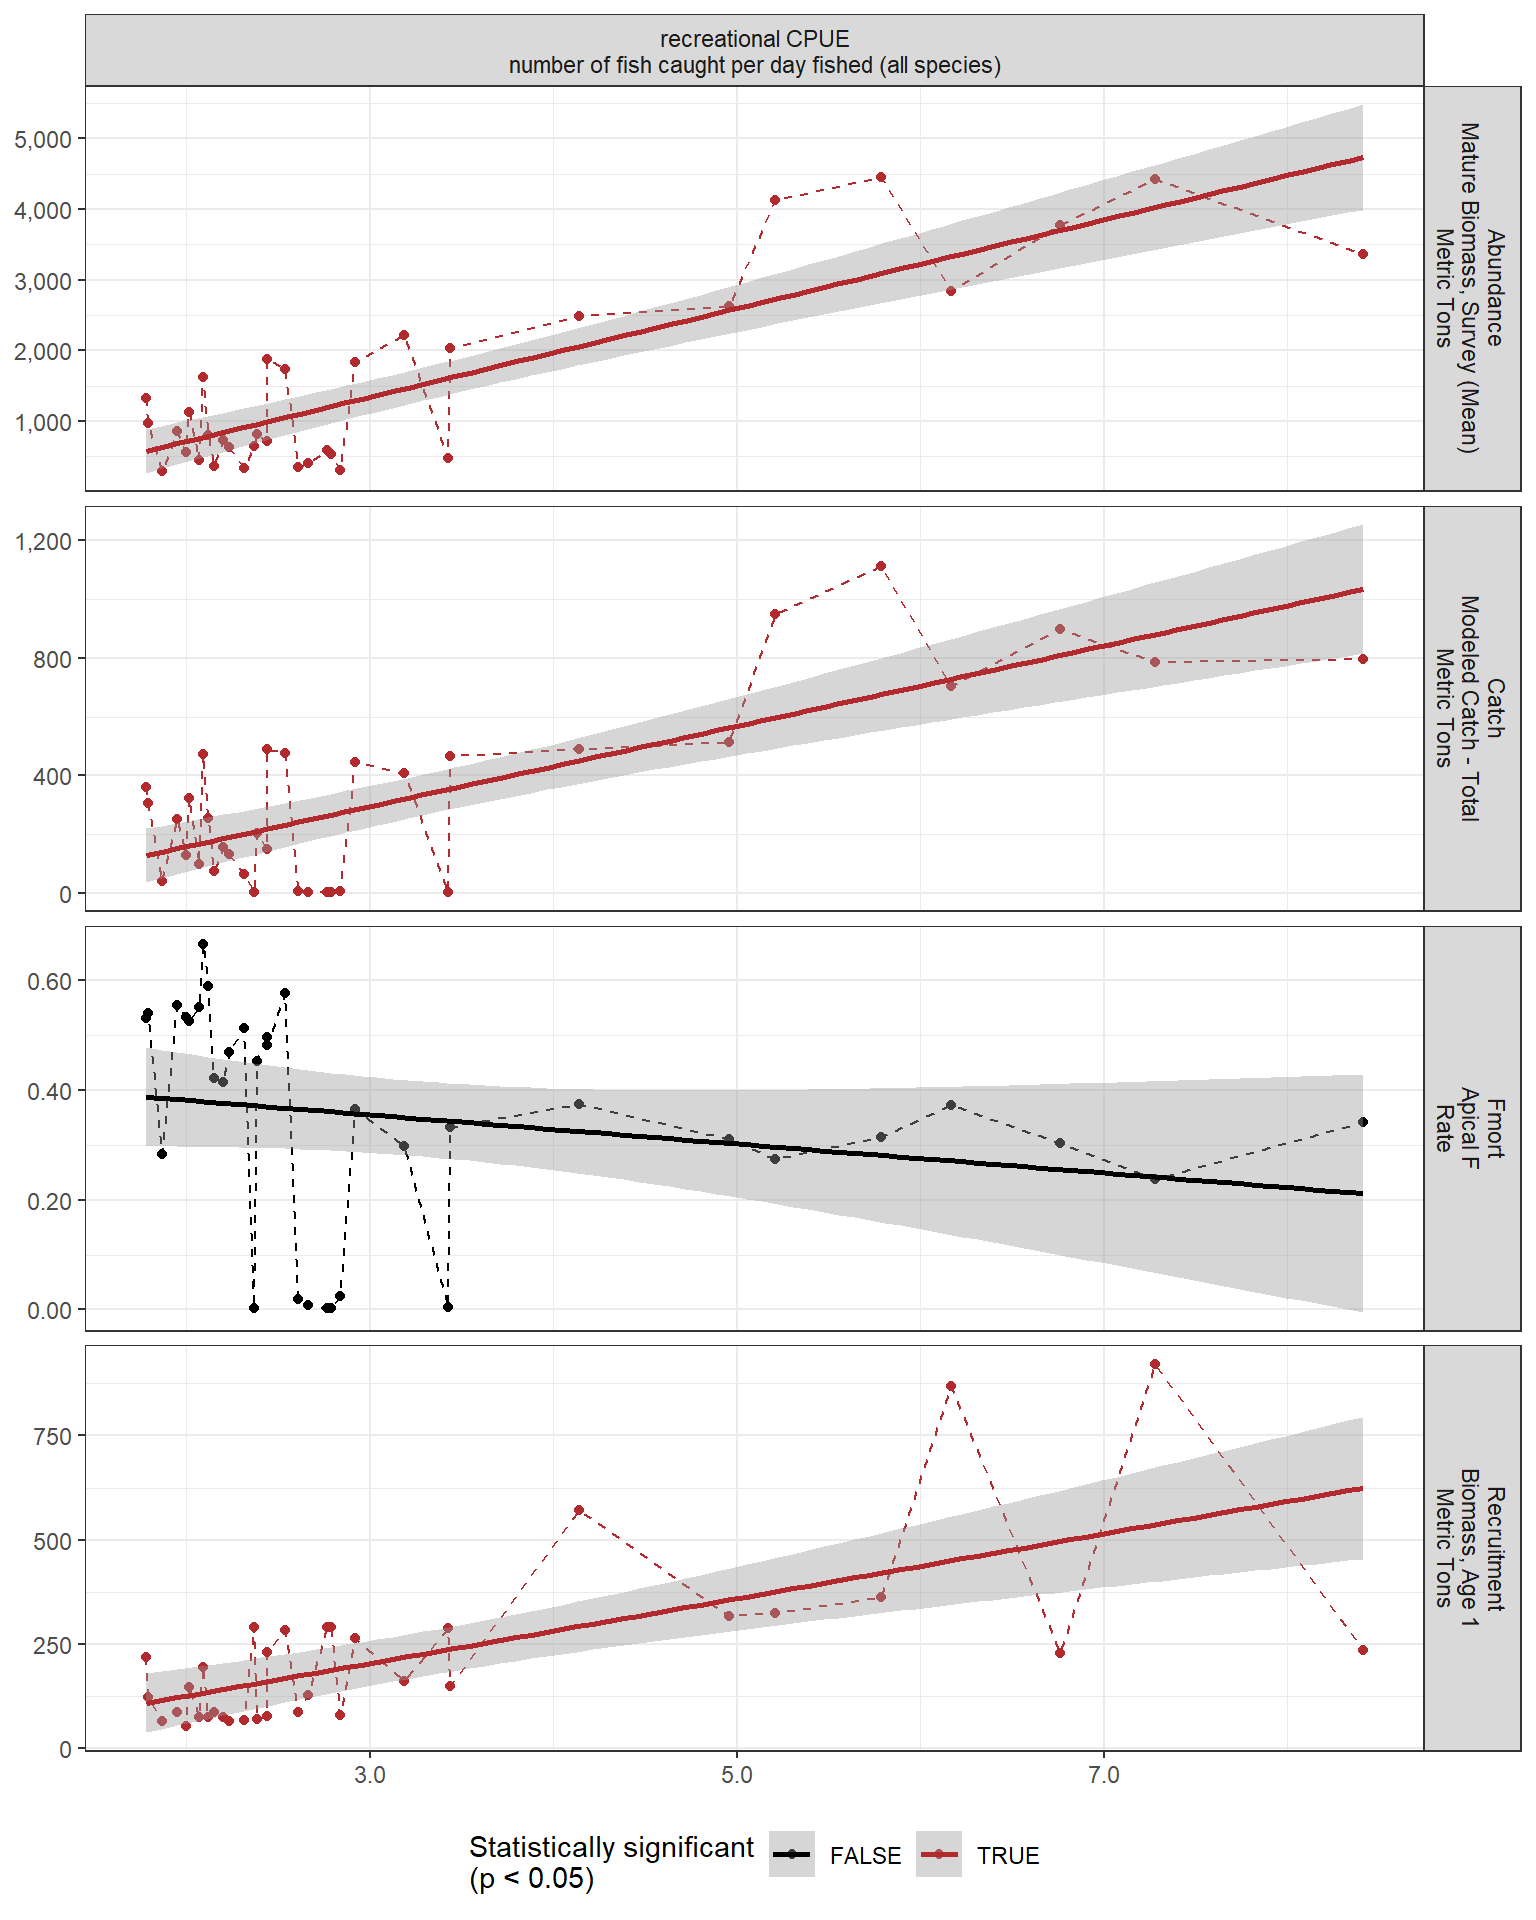 recreational CPUE
number of fish caught per day fished (all species)
5,000
4,000
3,000
2,000
1,000
Abundance
Mature Biomass, Survey (Mean)
Metric Tons
1,200
800
400
0
Catch
Modeled Catch - Total
Metric Tons
0.60
0.40
0.20
0.00
Fmort
Apical F
Rate
750
500
250
0
Recruitment
Biomass, Age 1
Metric Tons
3.0
5.0
7.0
Statistically significant
(p < 0.05)
FALSE
TRUE